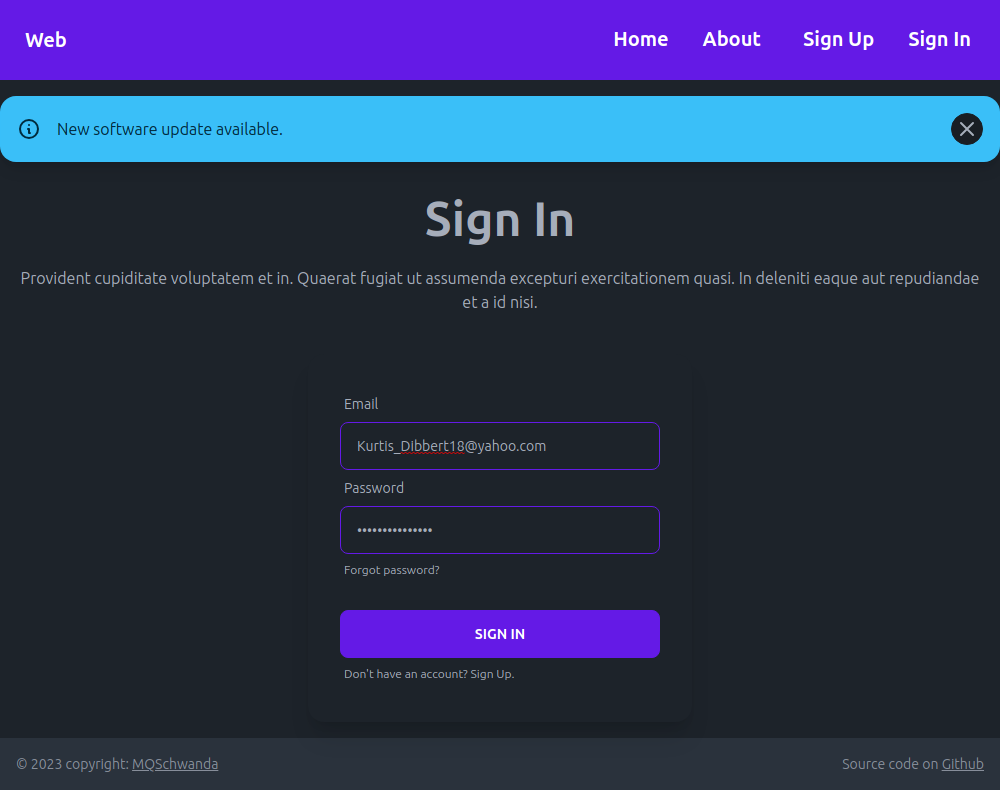 Web
Home About Sign Up Sign In
New software update available.
Sign In
Provident cupiditate voluptatem et in. Quaerat fugiat ut assumenda excepturi exercitationem quasi. In deleniti eaque aut repudiandae
et a id nisi.
Email
Kurtis_Dibbert18@yahoo.com
Password
•••••••••••••••
Forgot password?
SIGN IN
Don't have an account? Sign Up.
© 2023 copyright: MQSchwanda
Source code on Github